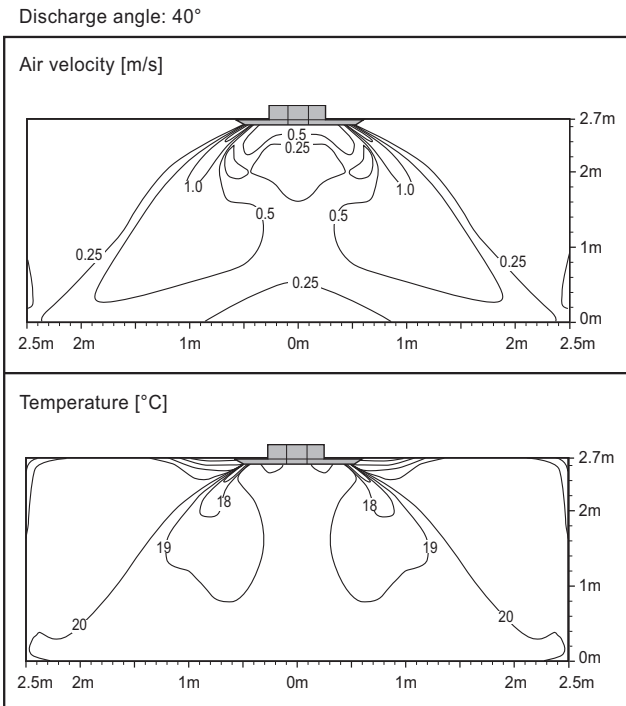 Discharge angle: 40°
Air velocity [m/s]
2.7m
0.5
0.25
2m
1.0 1.0
0.5 0.5
1m
0.25 0.25
0.25
0m
2.5m 2m 1m 0m 1m 2m 2.5m
Temperature [°C]
2.7m
18 18
2m
19 19
1m
20 20
0m
2.5m 2m 1m 0m 1m 2m 2.5m